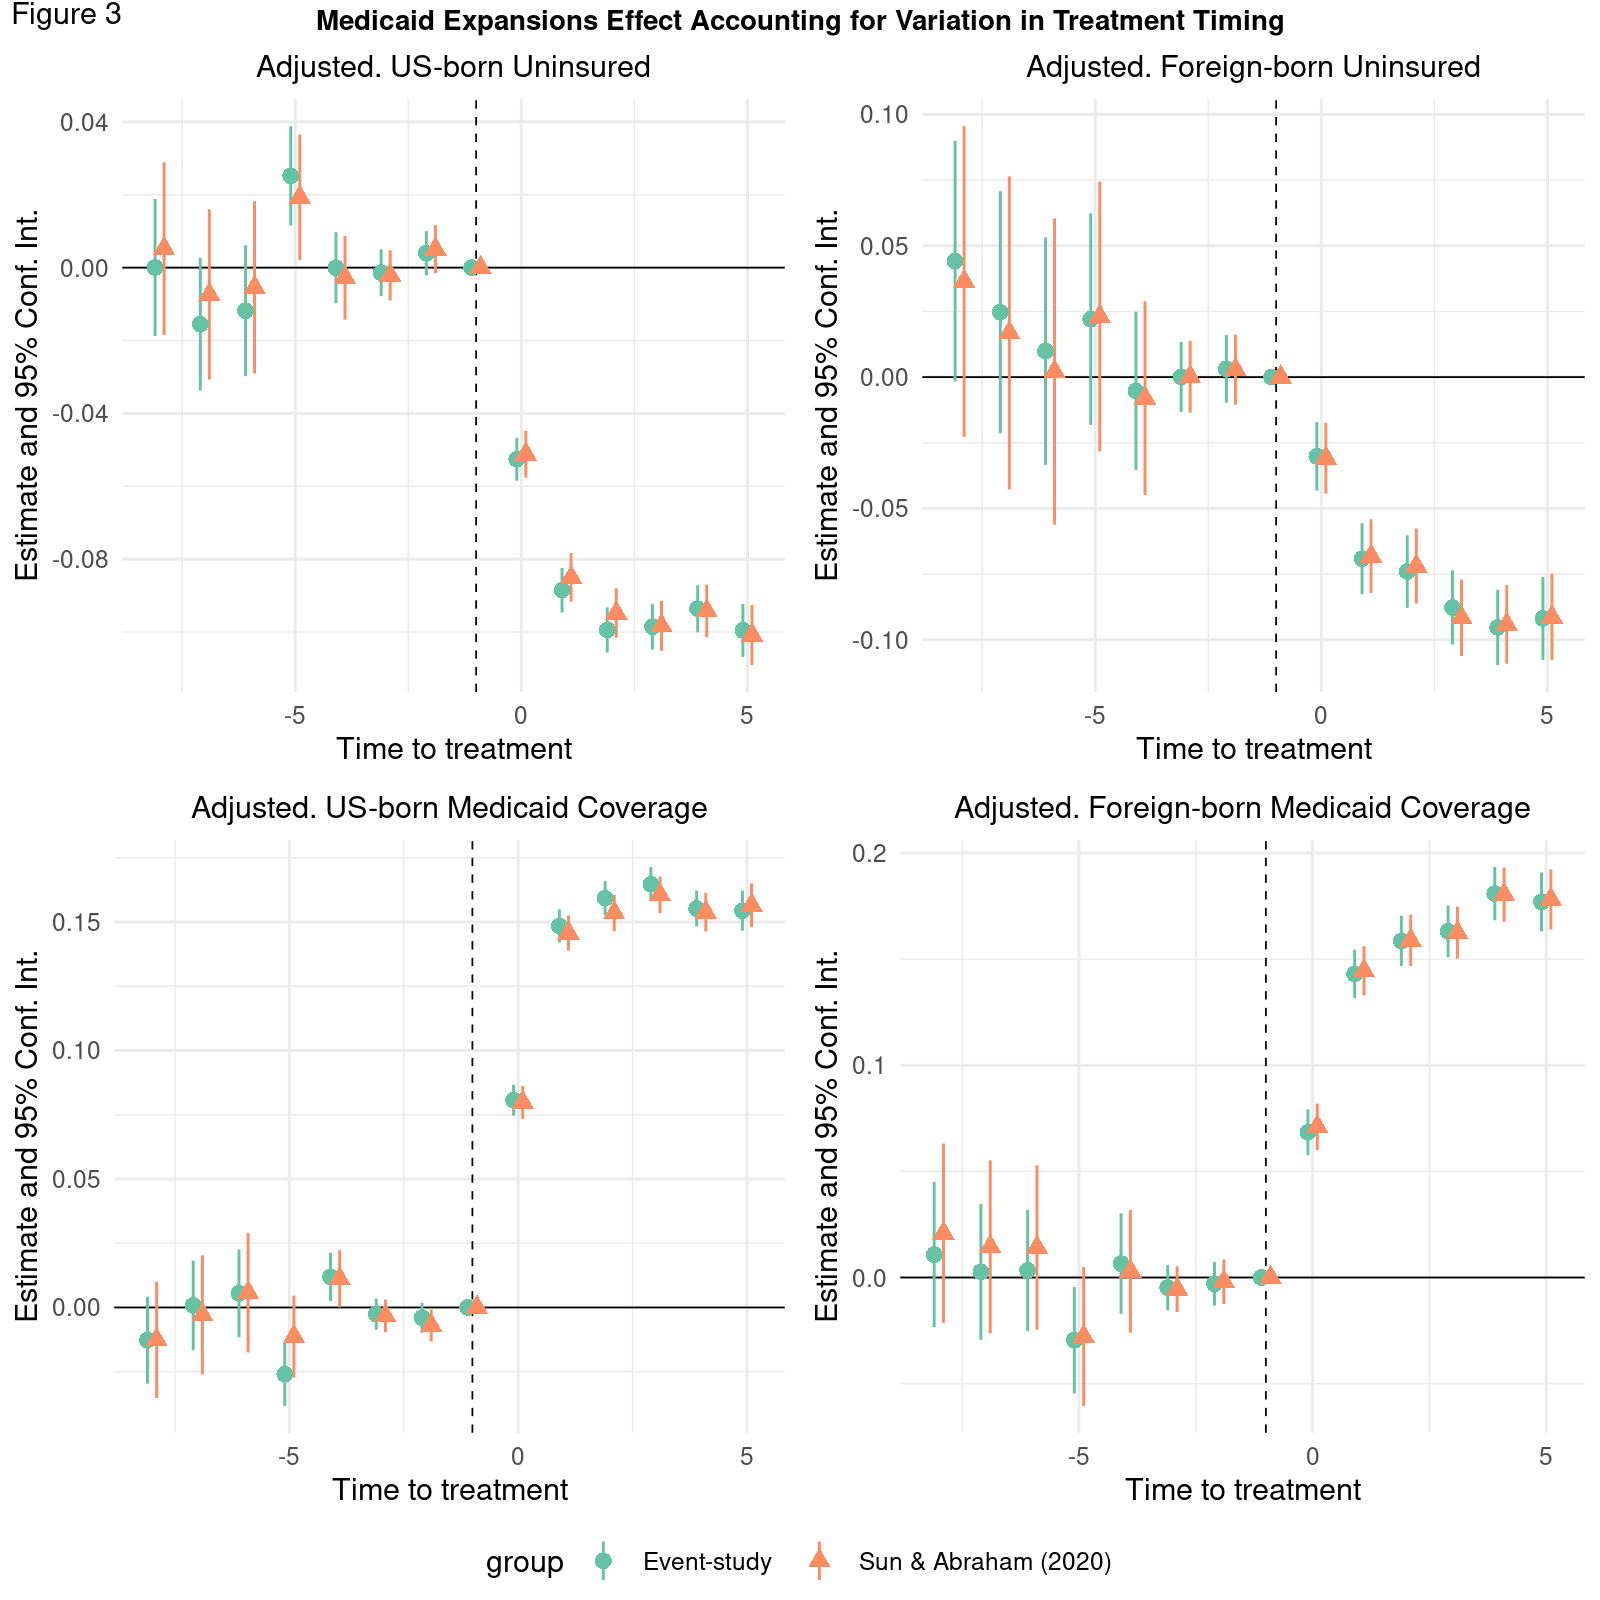 Figure 3
Medicaid Expansions Effect Accounting for Variation in Treatment Timing
Adjusted. US-born Uninsured
Estimate and 95% Conf. Int.
0.04
0.00
-0.04
-0.08
-5
0
5
Time to treatment
Adjusted. Foreign-born Uninsured
Estimate and 95% Conf. Int.
0.10
0.05
0.00
-0.05
-0.10
-5
0
5
Time to treatment
Adjusted. US-born Medicaid Coverage
Estimate and 95% Conf. Int.
0.15
0.10
0.05
0.00
-5
0
5
Time to treatment
Adjusted. Foreign-born Medicaid Coverage
Estimate and 95% Conf. Int.
0.2
0.1
0.0
-5
0
5
Time to treatment
group Event-study Sun & Abraham (2020)